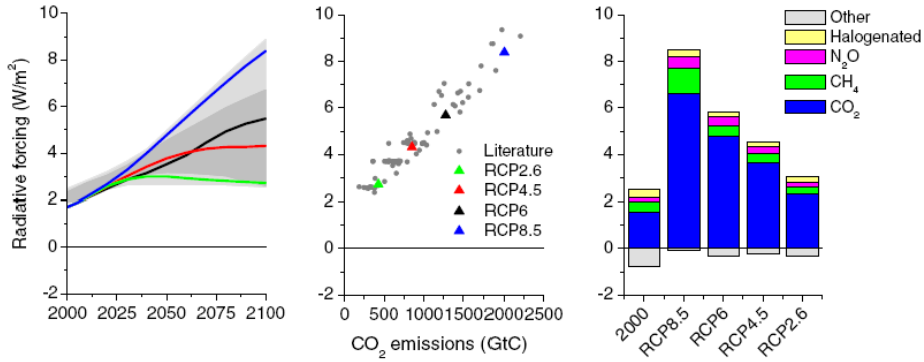 Radiative forcing (W/m²)
10
8
6
4
2
0
-2
2000
2025
2050
2075
2100
10
8
6
4
2
0
-2
Literature
RCP2.6
RCP4.5
RCP6
RCP8.5
0
500
1000
1500
2000
CO₂ emissions (GtC)
10
8
6
4
2
0
-2
Other
Halogenated
N₂O
CH₄
CO₂
2000
RCP8.5
RCP6
RCP4.5
RCP2.6